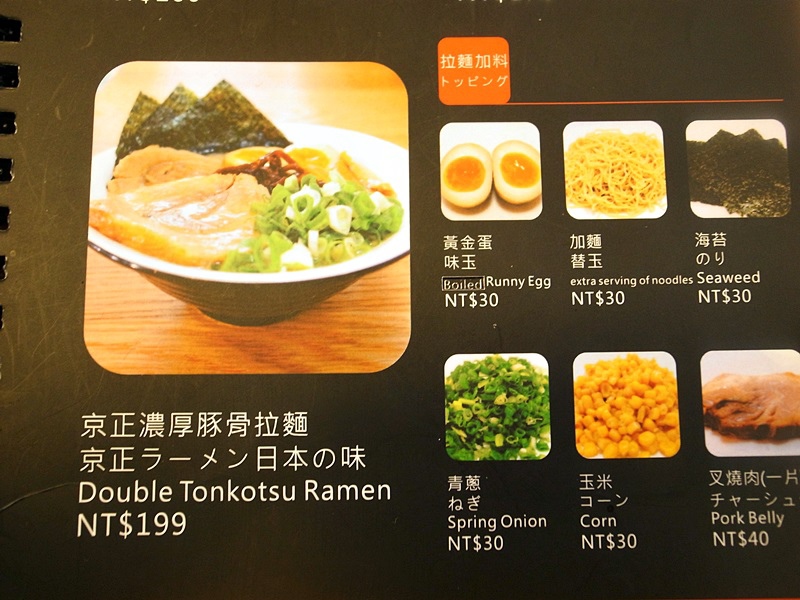 京正濃厚豚骨拉麵
京正ラーメン日本の味
Double Tonkotsu Ramen
NT$199
拉麵加料
トッピング
黃金蛋
味玉
Boiled Runny Egg
NT$30
加麵
替玉
extra serving of noodles
NT$30
海苔
のり
Seaweed
NT$30
青蔥
ねぎ
Spring Onion
NT$30
玉米
コーン
Corn
NT$30
叉燒肉(一片
チャーシュ
Pork Belly
NT$40